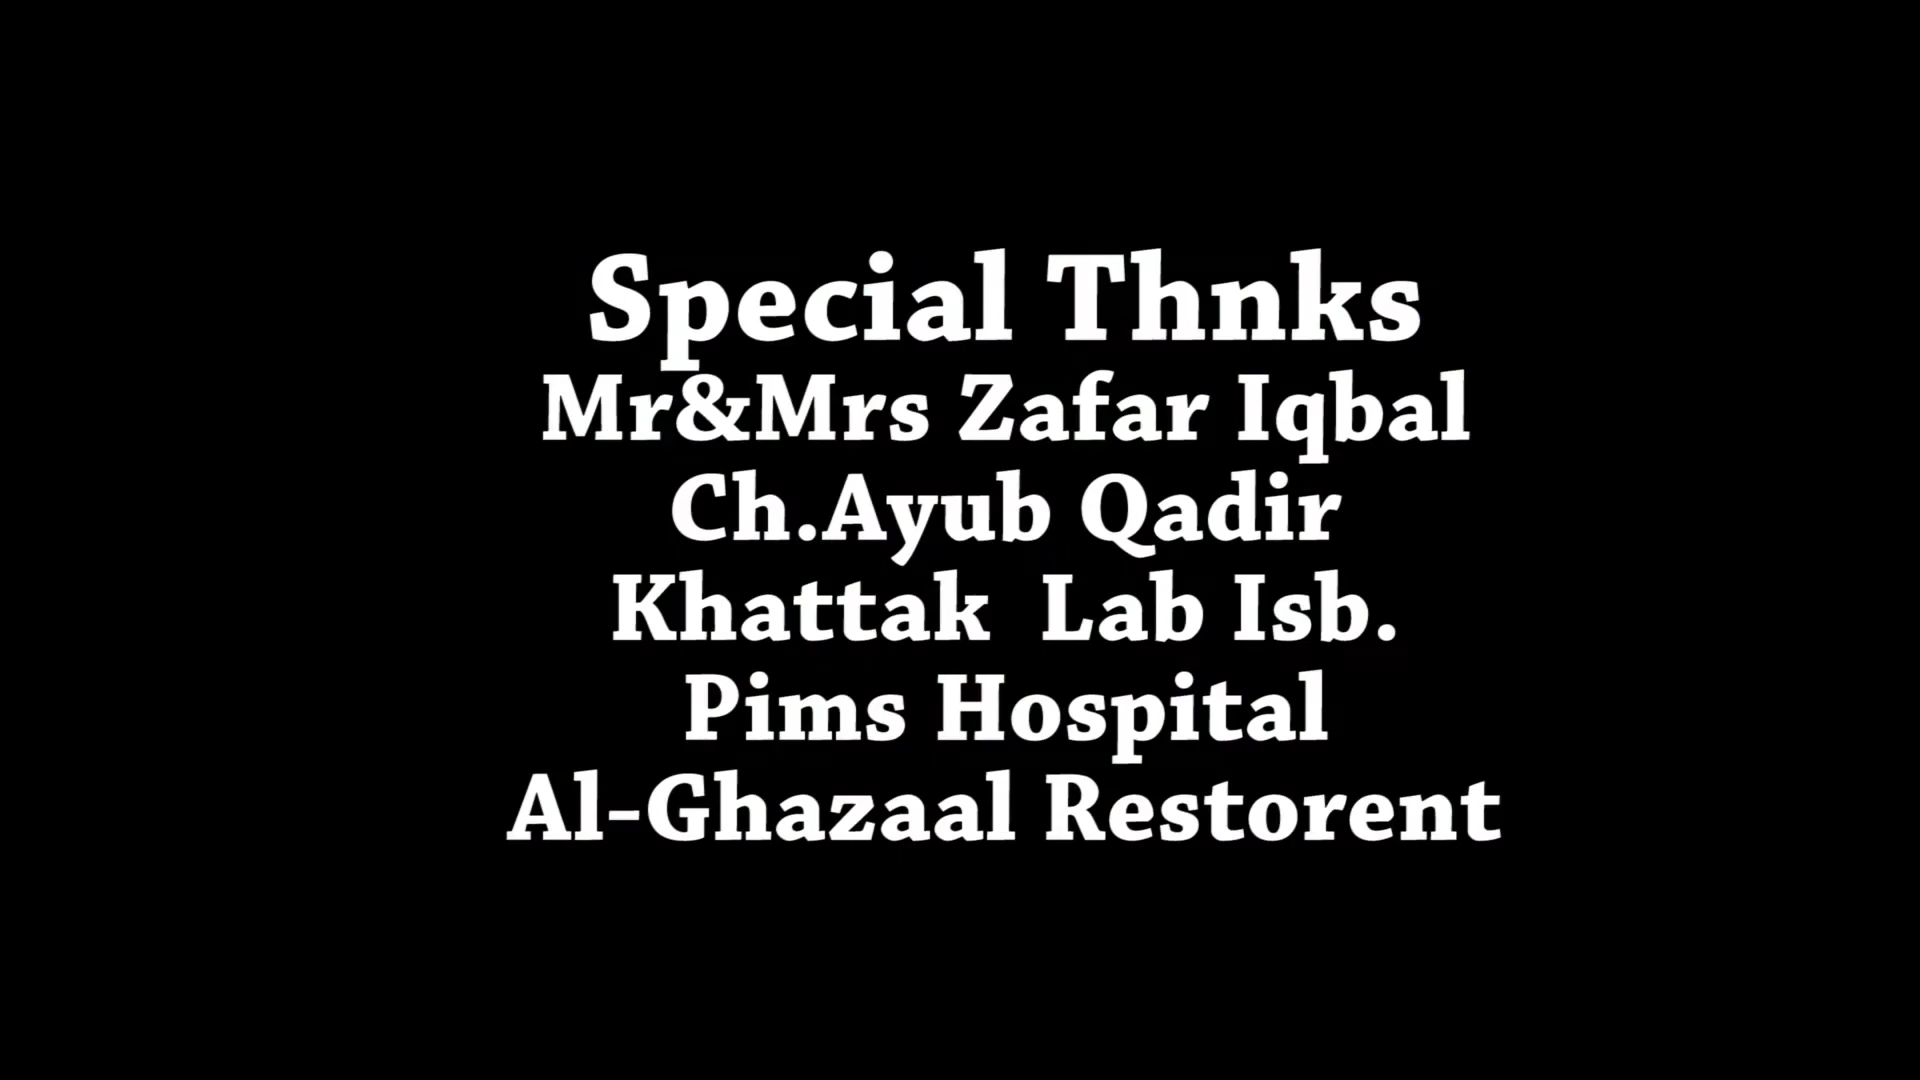 Special Thnks
Mr&Mrs Zafar Iqbal
Ch.Ayub Qadir
Khattak  Lab Isb.
Pims Hospital
Al-Ghazaal Restorent